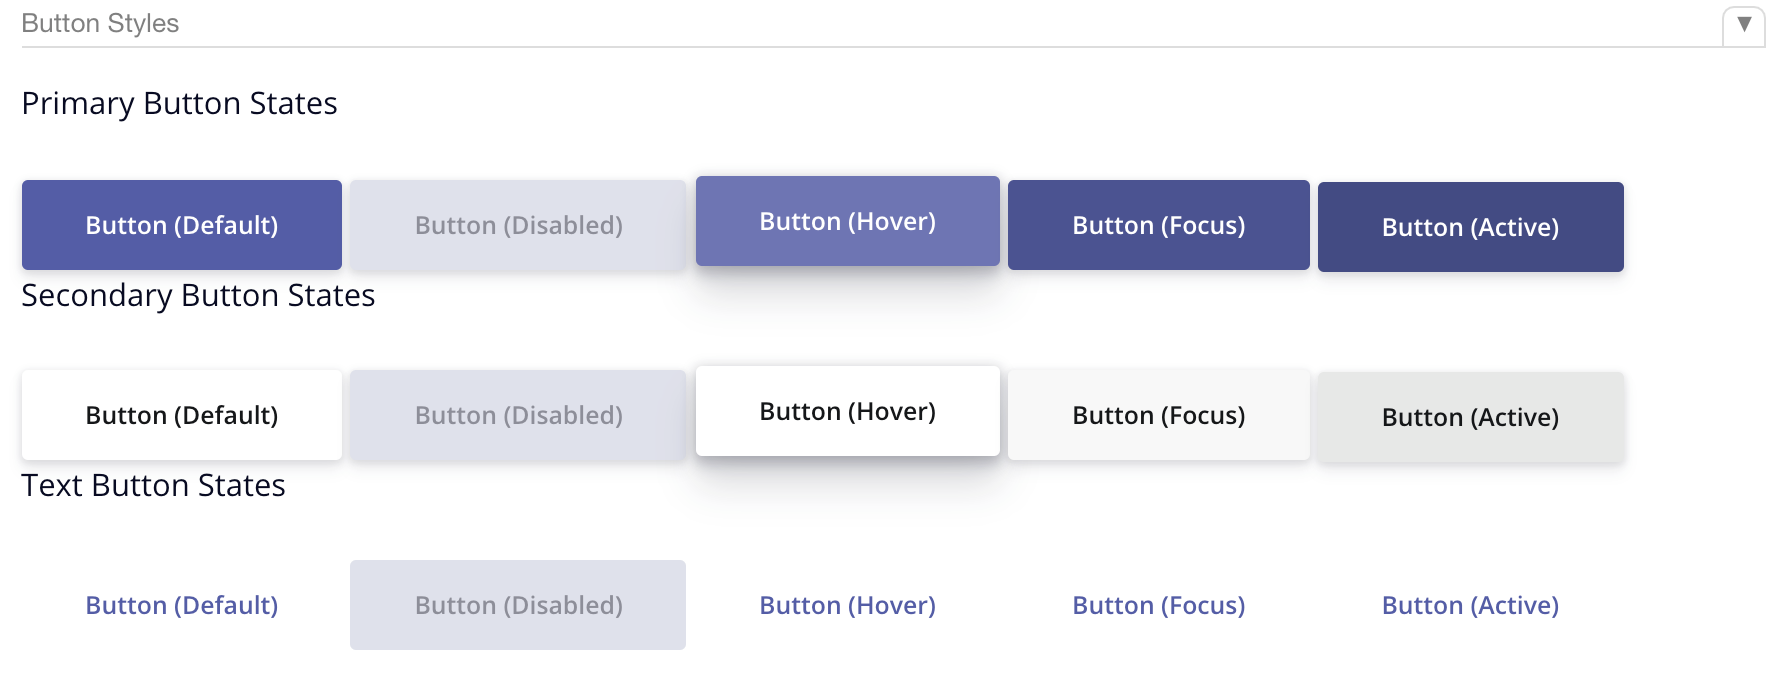 Button Styles
▼
Primary Button States
Button (Default) Button (Disabled) Button (Hover) Button (Focus) Button (Active)
Secondary Button States
Button (Default) Button (Disabled) Button (Hover) Button (Focus) Button (Active)
Text Button States
Button (Default) Button (Disabled) Button (Hover) Button (Focus) Button (Active)